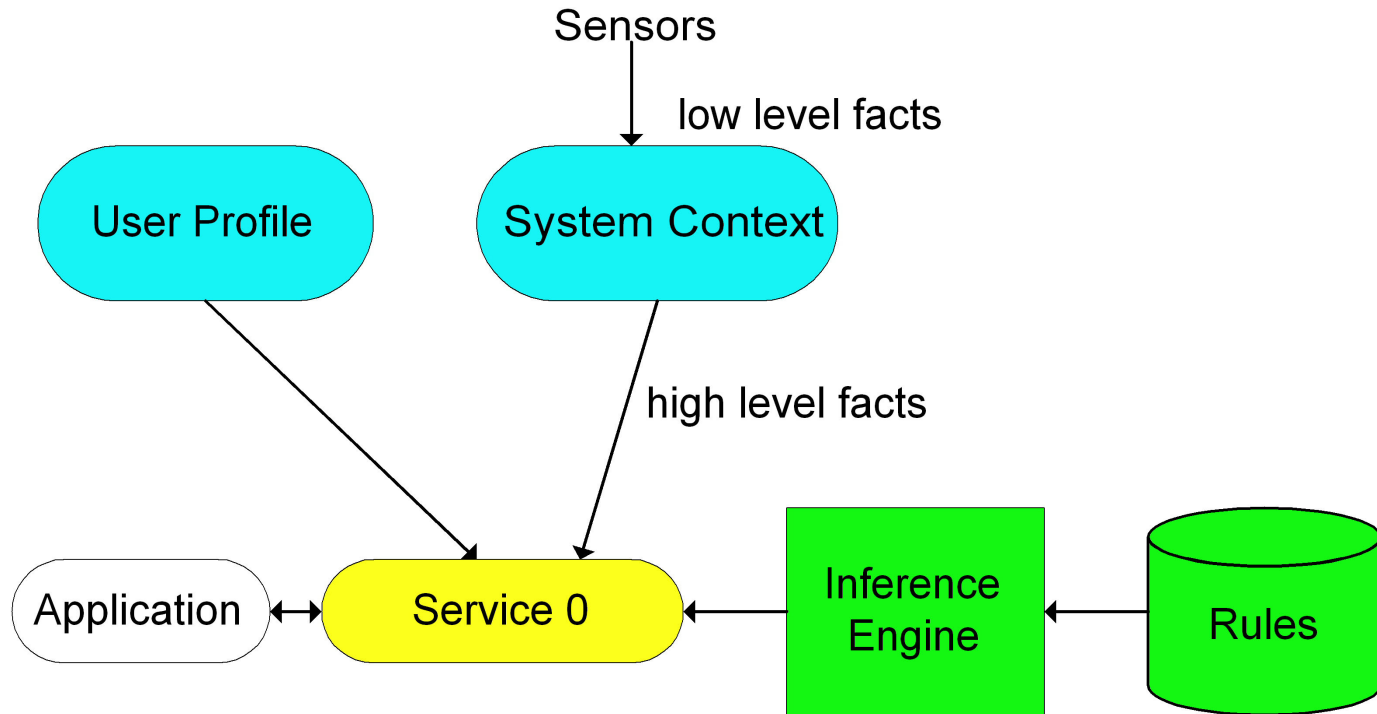 Sensors
low level facts
User Profile
System Context
high level facts
Application
Service 0
Inference
Engine
Rules